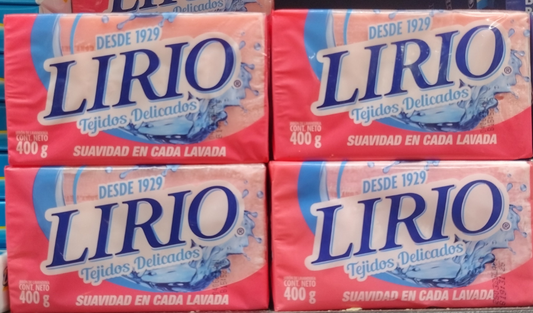 DESDE 1929
LIRIO®
Tejidos Delicados
CONT. NETO
400 g
SUAVIDAD EN CADA LAVADA
DESDE 1929
LIRIO®
Tejidos Delicados
CONT. NETO
400 g
SUAVIDAD EN CADA LAVADA
DESDE 1929
LIRIO®
Tejidos Delicados
CONT. NETO
400 g
SUAVIDAD EN CADA LAVADA
DESDE 1929
LIRIO®
Tejidos Delicados
CONT. NETO
400 g
SUAVIDAD EN CADA LAVADA